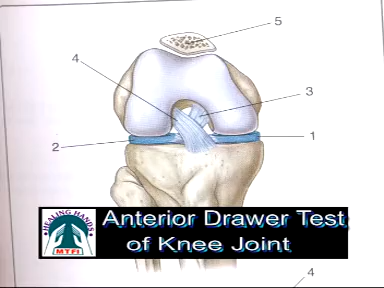 5
4
3
2
1
HEALING HANDS
MTFI
Anterior Drawer Test
of Knee Joint
4